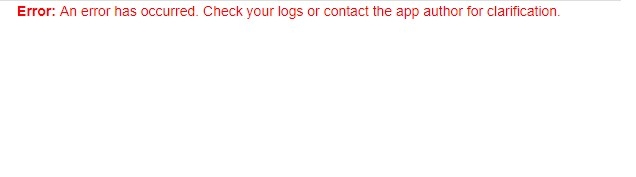 Error: An error has occurred. Check your logs or contact the app author for clarification.